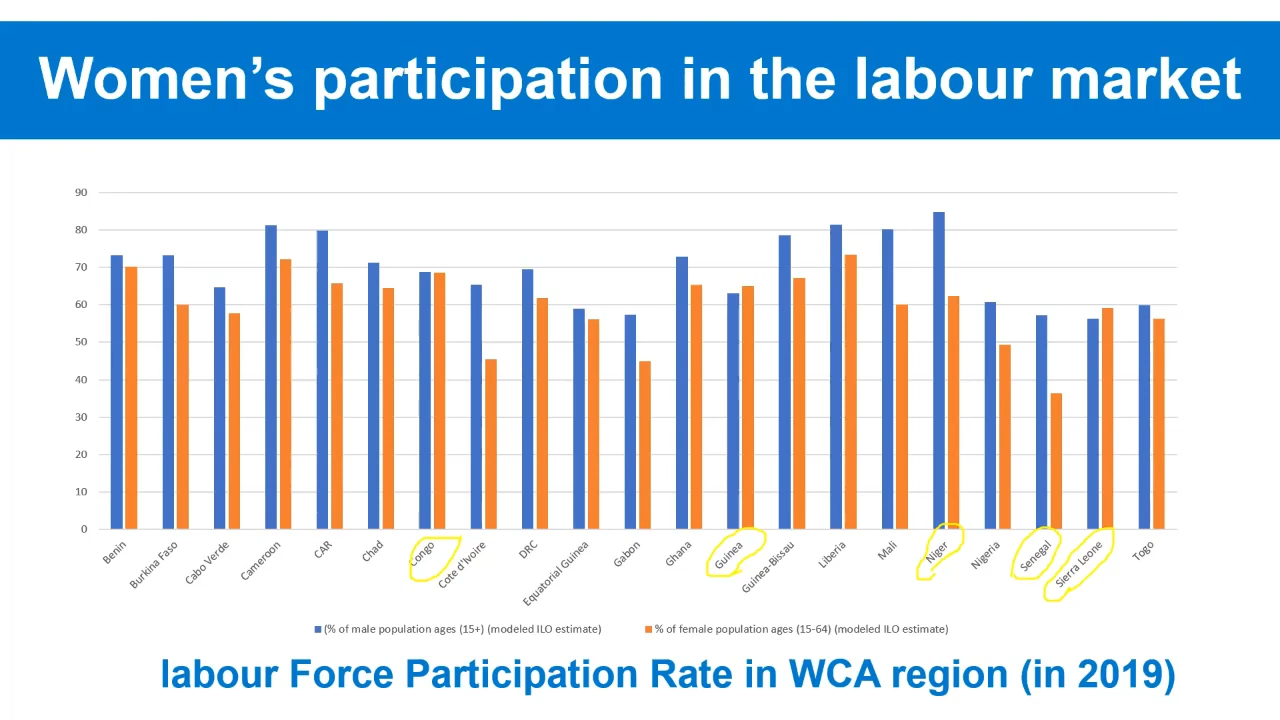 Women's participation in the labour market
90
80
70
60
50
40
30
20
10
0
Benin
Burkina Faso
Cabo Verde
Cameroon
CAR
Chad
Congo
Cote d'Ivoire
DRC
Equatorial Guinea
Gabon
Ghana
Guinea
Guinea-Bissau
Liberia
Mali
Niger
Nigeria
Senegal
Sierra Leone
Togo
(% of male population ages (15+) (modeled ILO estimate)
% of female population ages (15-64) (modeled ILO estimate)
labour Force Participation Rate in WCA region (in 2019)